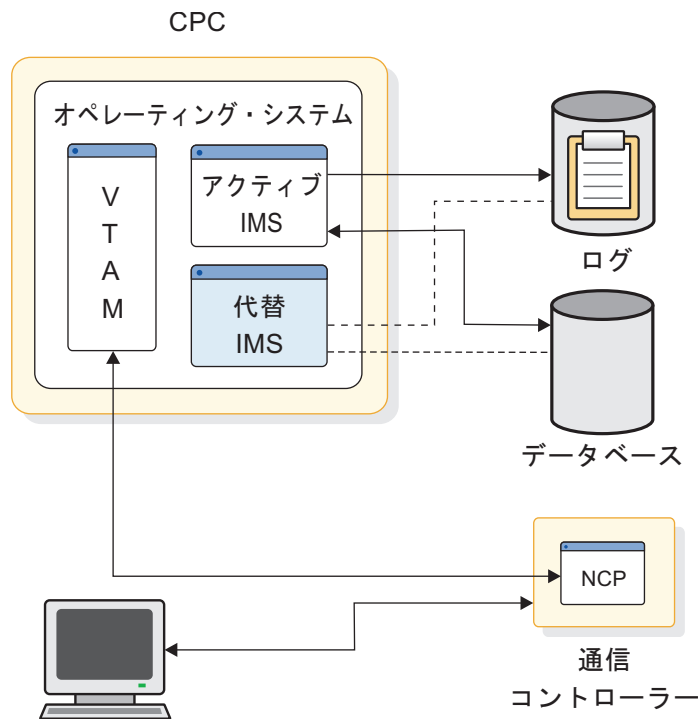 CPC
オペレーティング・システム
V
T
A
M
アクティブ
IMS
代替
IMS
ログ
データベース
NCP
通信
コントローラー